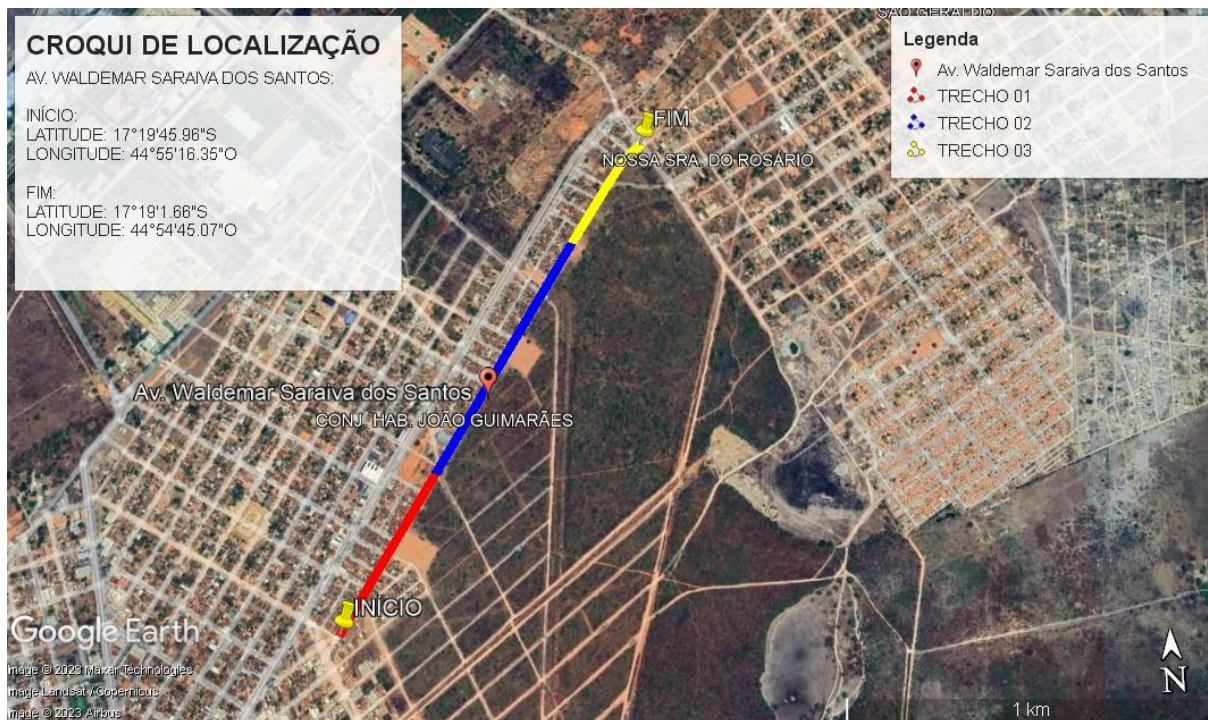 CROQUI DE LOCALIZAÇÃO
AV. WALDEMAR SARAIVA DOS SANTOS:
INÍCIO:
LATITUDE: 17°19'45.96"S
LONGITUDE: 44°55'16.35"O
FIM:
LATITUDE: 17°19'1.66"S
LONGITUDE: 44°54'45.07"O
SÃO GERALDO
Legenda
Av. Waldemar Saraiva dos Santos
TRECHO 01
TRECHO 02
TRECHO 03
FIM
NOSSA SRA. DO ROSÁRIO
Av. Waldemar Saraiva dos Santos
CONJ. HAB. JOÃO GUIMARÃES
INÍCIO
Google Earth
Image © 2023 Maxar Technologies
Image Landsat / Copernicus
Image © 2023 Airbus
N
1 km